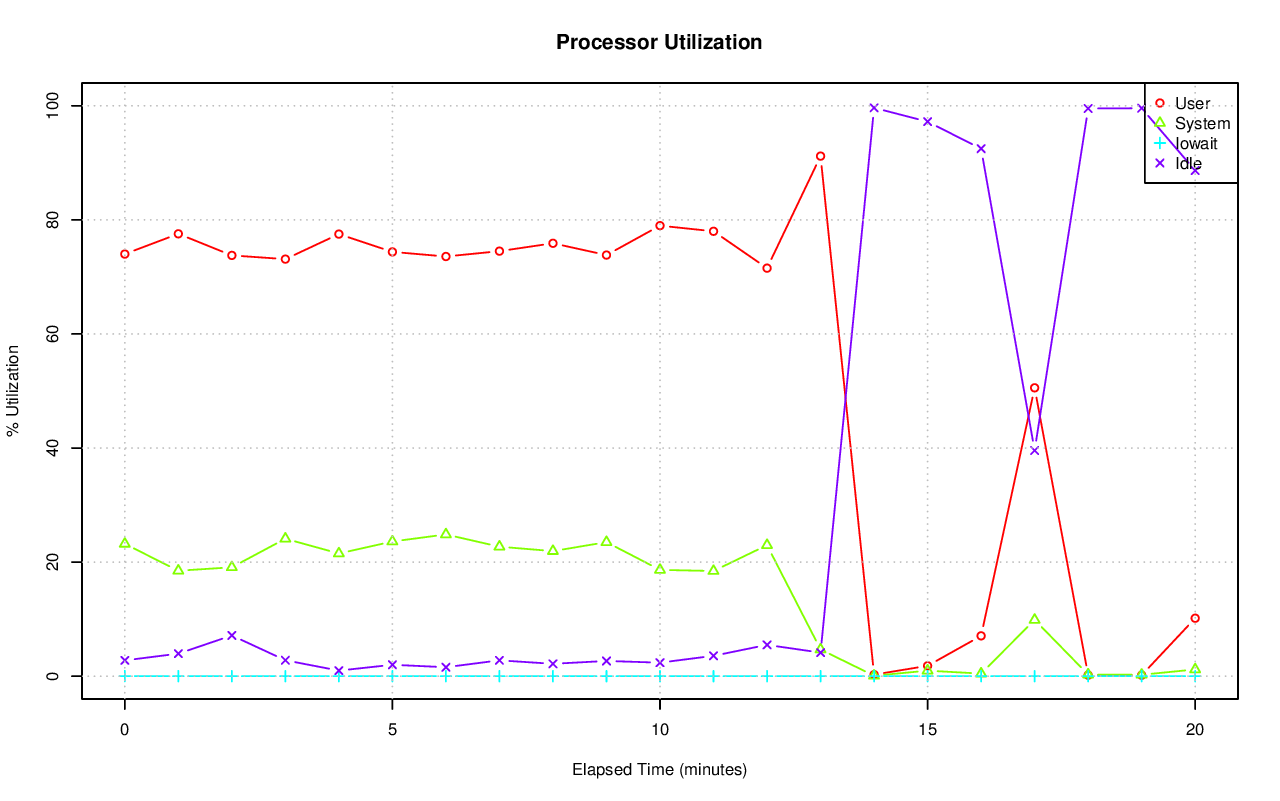 Processor Utilization
% Utilization
100
80
60
40
20
0
User
System
Iowait
Idle
0 5 10 15 20
Elapsed Time (minutes)